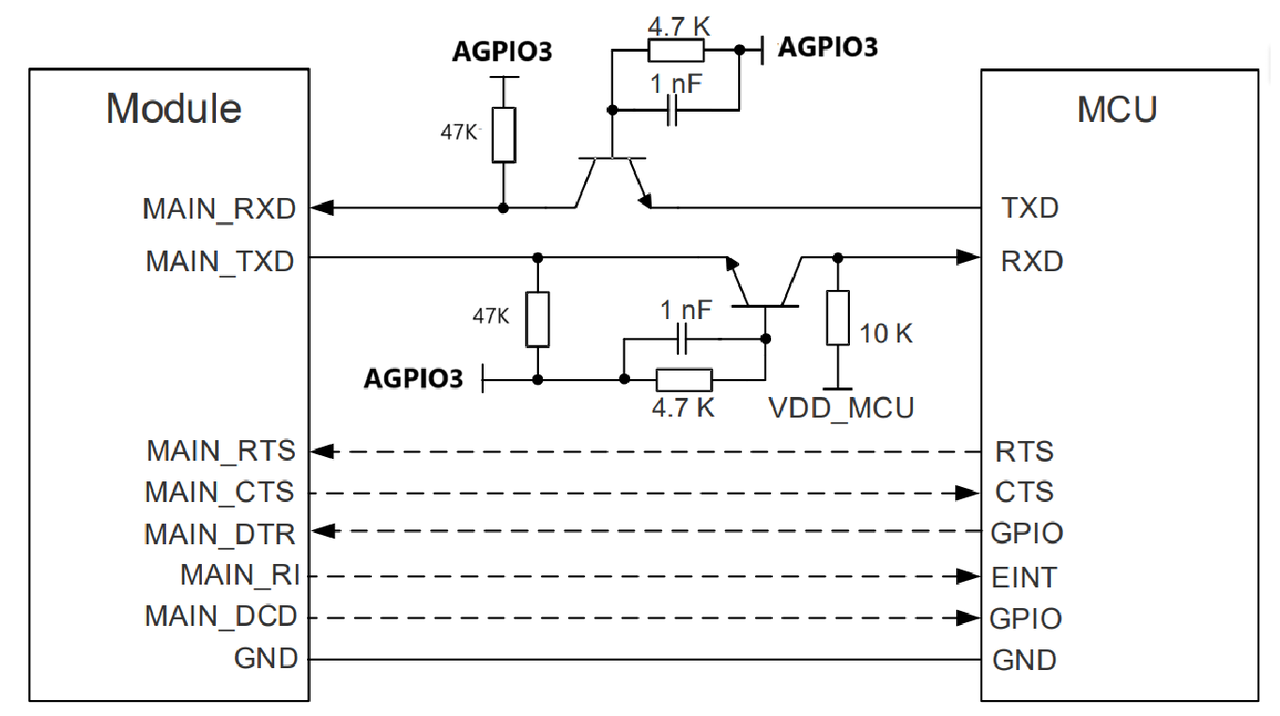 4.7 K
AGPIO3
AGPIO3
Module
1 nF
MCU
47K
MAIN_RXD
TXD
MAIN_TXD
RXD
47K
1 nF
10 K
AGPIO3
4.7 K
VDD_MCU
MAIN_RTS
RTS
MAIN_CTS
CTS
MAIN_DTR
GPIO
MAIN_RI
EINT
MAIN_DCD
GPIO
GND
GND